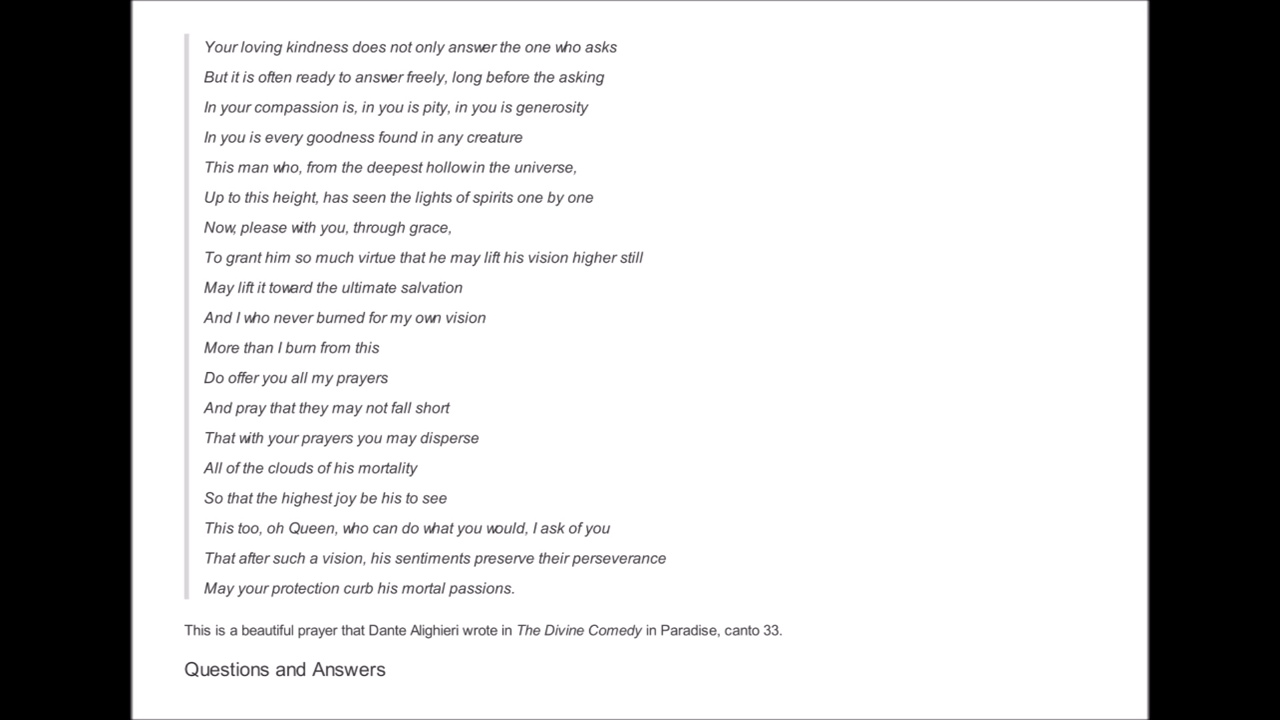 Your loving kindness does not only answer the one who asks
But it is often ready to answer freely, long before the asking
In your compassion is, in you is pity, in you is generosity
In you is every goodness found in any creature
This man who, from the deepest hollow in the universe,
Up to this height, has seen the lights of spirits one by one
Now, please with you, through grace,
To grant him so much virtue that he may lift his vision higher still
May lift it toward the ultimate salvation
And I who never burned for my own vision
More than I burn from this
Do offer you all my prayers
And pray that they may not fall short
That with your prayers you may disperse
All of the clouds of his mortality
So that the highest joy be his to see
This too, oh Queen, who can do what you would, I ask of you
That after such a vision, his sentiments preserve their perseverance
May your protection curb his mortal passions.
This is a beautiful prayer that Dante Alighieri wrote in The Divine Comedy in Paradise, canto 33.
Questions and Answers